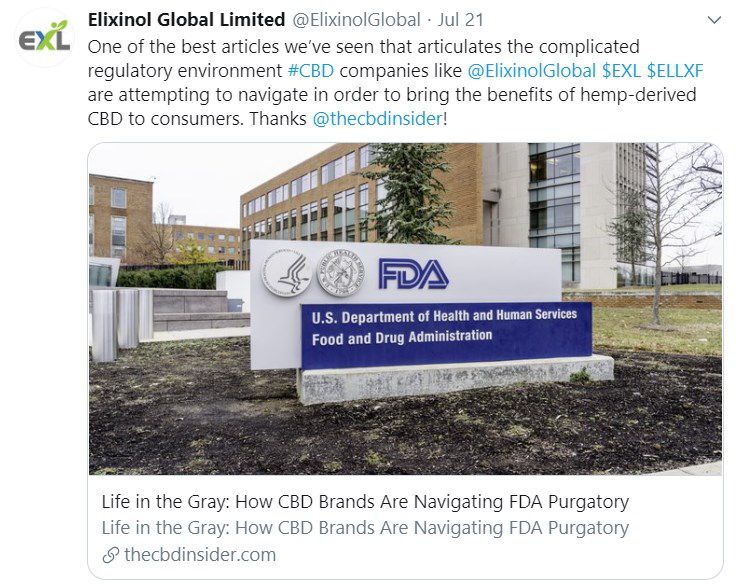 Elixinol Global Limited @ElixinolGlobal · Jul 21
EXL
One of the best articles we've seen that articulates the complicated
regulatory environment #CBD companies like @ElixinolGlobal $EXL $ELLXF
are attempting to navigate in order to bring the benefits of hemp-derived
CBD to consumers. Thanks @thecbdinsider!
FDA
U.S. Department of Health and Human Services
Food and Drug Administration
Life in the Gray: How CBD Brands Are Navigating FDA Purgatory
Life in the Gray: How CBD Brands Are Navigating FDA Purgatory
thecbdinsider.com